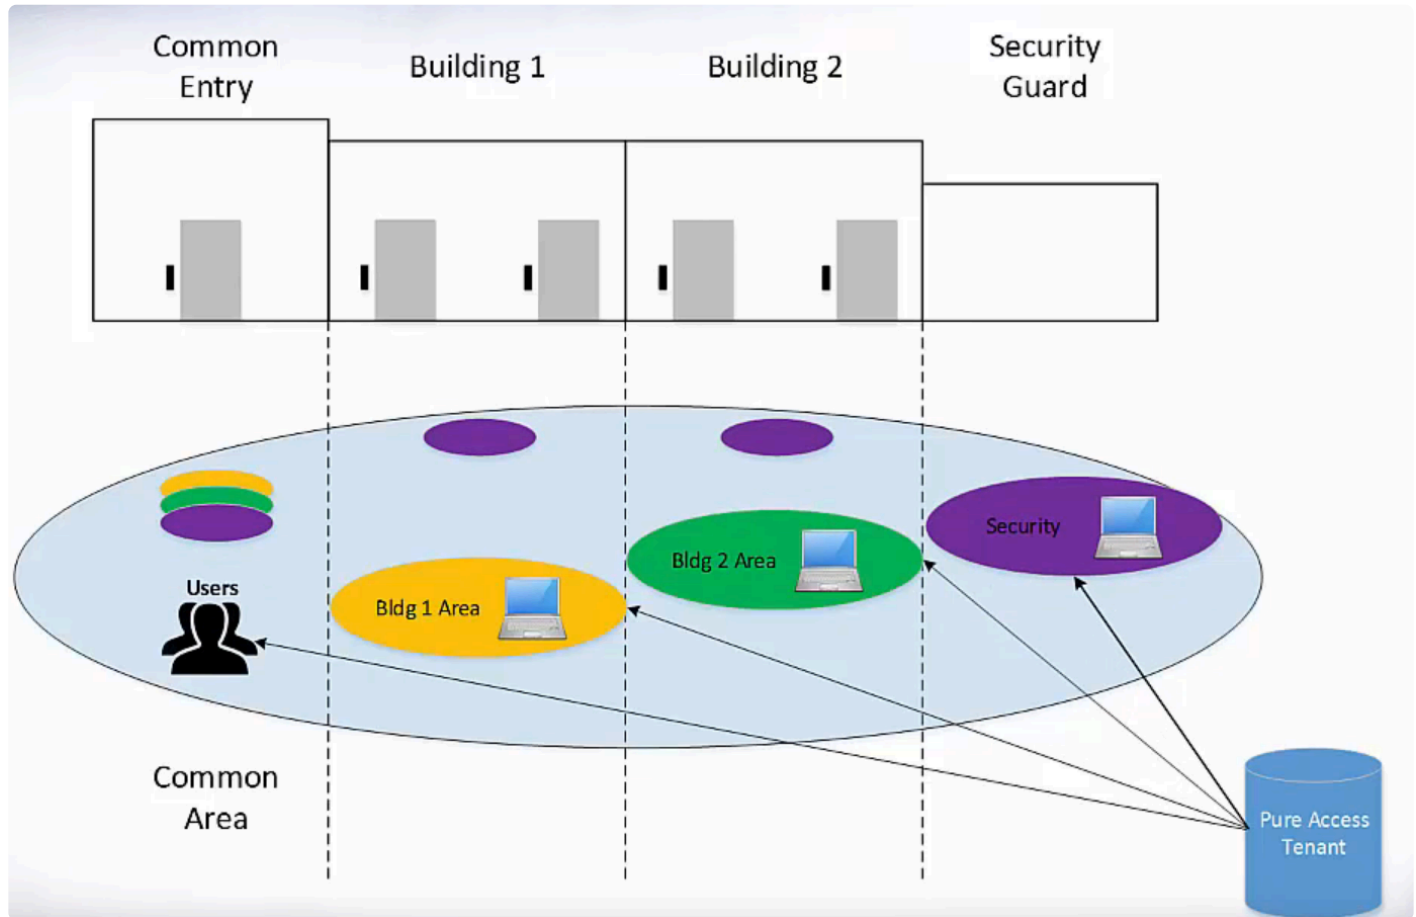 Common
Entry
Building 1
Building 2
Security
Guard
Security
Bldg 2 Area
Users
Bldg 1 Area
Common
Area
Pure Access
Tenant